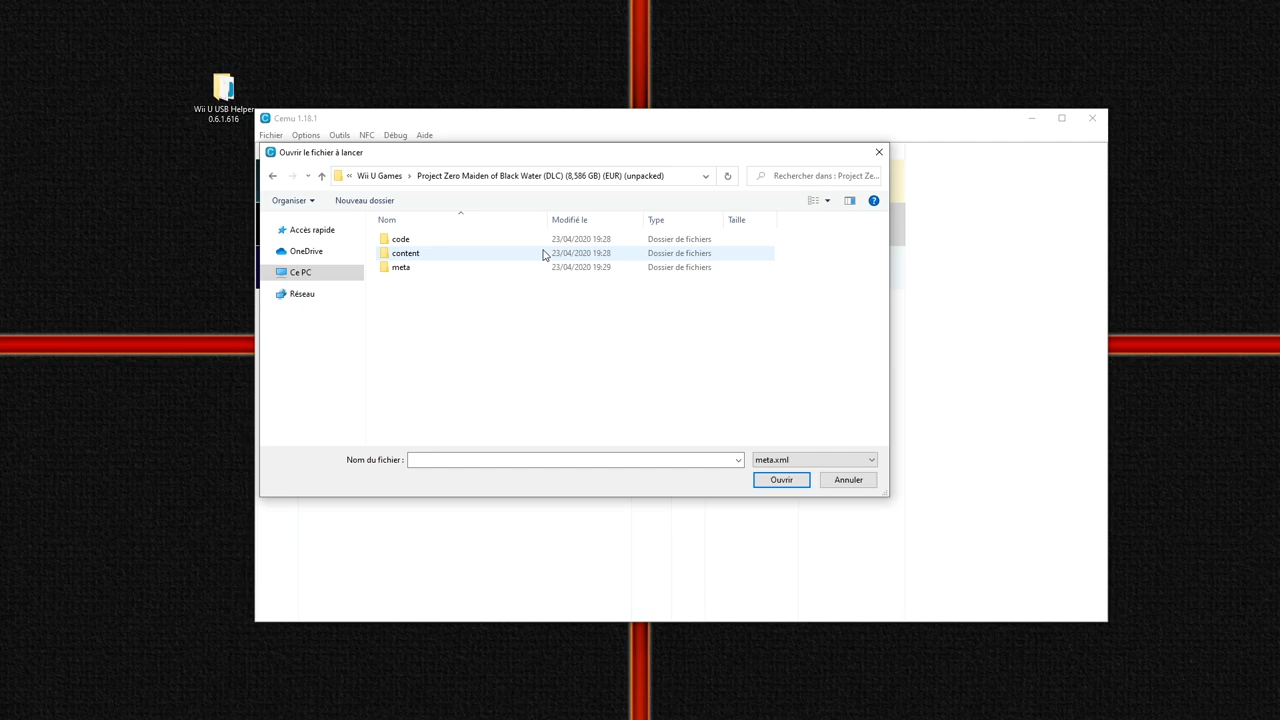 Wii U USB Helper
0.6.1.616
Cemu 1.18.1
Fichier Options Outils NFC Débug Aide
Ouvrir le fichier à lancer
Wii U Games Project Zero Maiden of Black Water (DLC) (8,586 GB) (EUR) (unpacked) Rechercher dans : Project Ze...
Organiser Nouveau dossier
Nom Modifié le Type Taille
Accès rapide
OneDrive
Ce PC
Réseau
code 23/04/2020 19:28 Dossier de fichiers
content 23/04/2020 19:28 Dossier de fichiers
meta 23/04/2020 19:29 Dossier de fichiers
Nom du fichier : meta.xml
Ouvrir Annuler